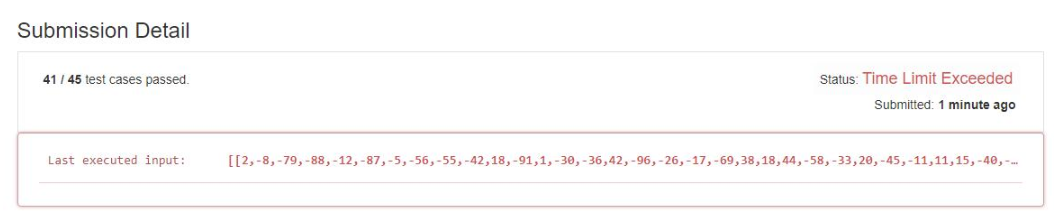 Submission Detail
41 / 45 test cases passed.
Status: Time Limit Exceeded
Submitted: 1 minute ago
Last executed input: [[2,-8,-79,-88,-12,-87,-5,-56,-55,-42,18,-91,1,-30,-36,42,-96,-26,-17,-69,38,18,44,-58,-33,20,-45,-11,11,15,-40,-…